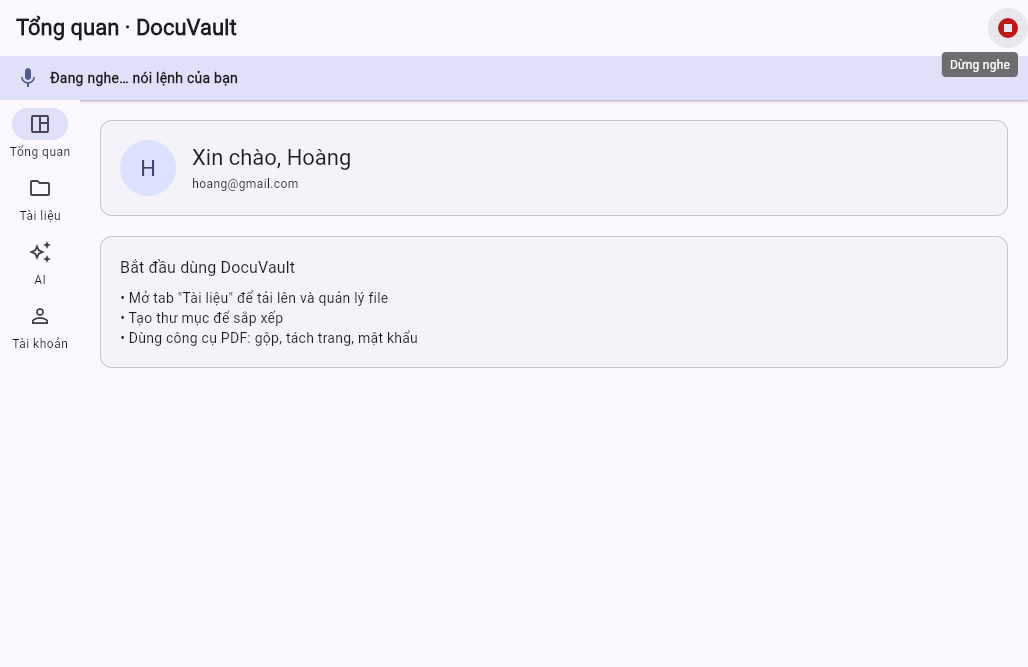 Tổng quan · DocuVault
Đang nghe… nói lệnh của bạn
Dừng nghe
Tổng quan
Tài liệu
AI
Tài khoản
H
Xin chào, Hoàng
hoang@gmail.com
Bắt đầu dùng DocuVault
• Mở tab "Tài liệu" để tải lên và quản lý file
• Tạo thư mục để sắp xếp
• Dùng công cụ PDF: gộp, tách trang, mật khẩu